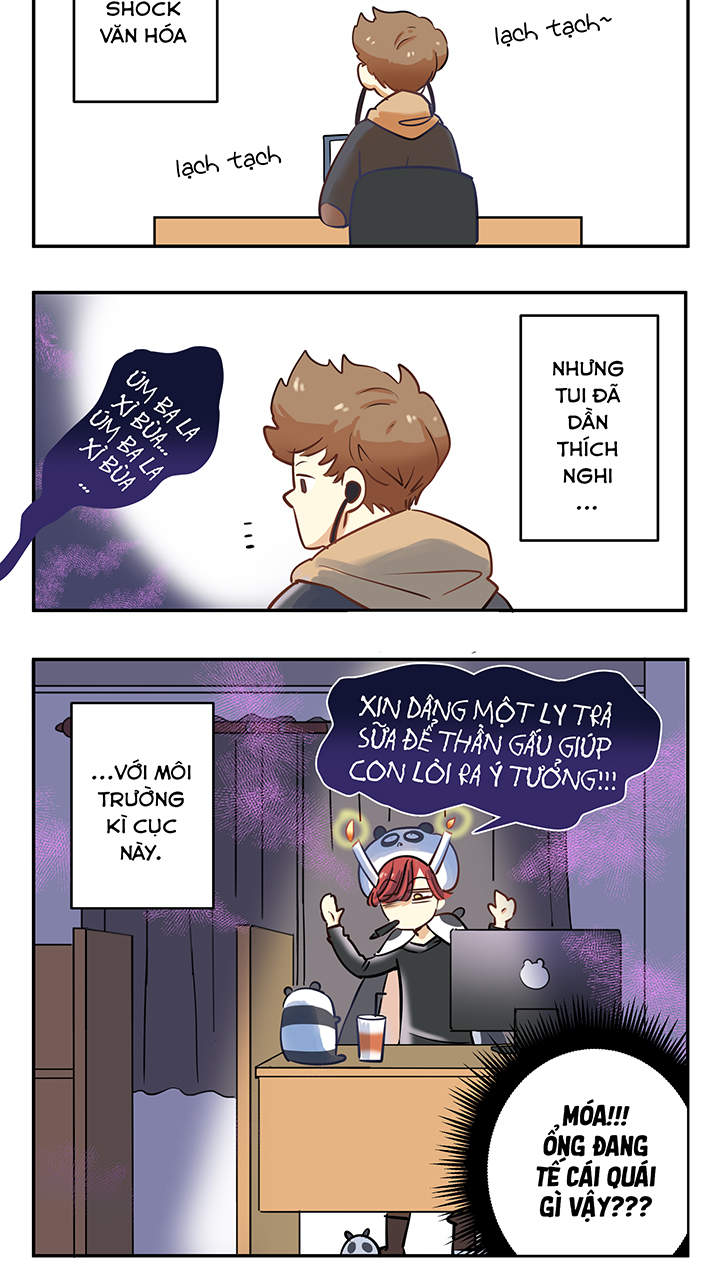 SHOCK
VĂN HÓA
lạch tạch~
lạch tạch
ÚM BA LA
XÌ BÙA...
ÚM BA LA
XÌ BÙA
...
NHƯNG
TUI ĐÃ
DẦN
THÍCH
NGHI
...
...VỚI MÔI
TRƯỜNG
KÌ CỤC
NÀY.
XIN DÂNG MỘT LY TRÀ
SỮA ĐỂ THẦN GẤU GIÚP
CON LÒI RA Ý TƯỞNG!!!
MÓA!!!
ỔNG ĐANG
TẾ CÁI QUÁI
GÌ VẬY???